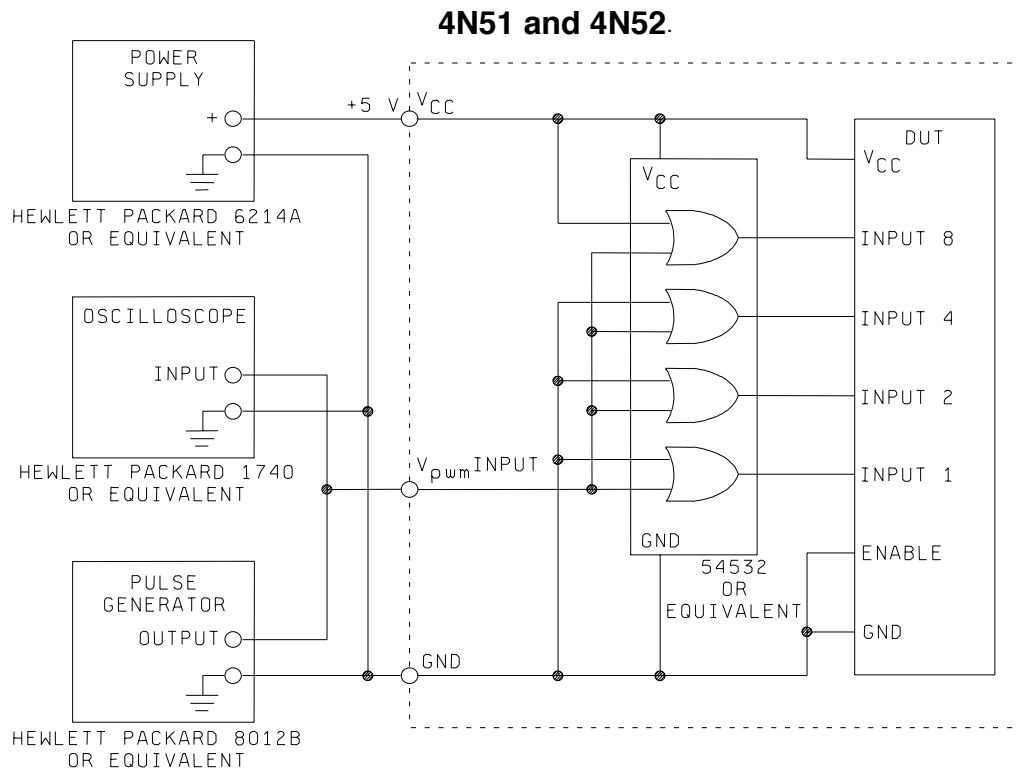 4N51 and 4N52.
POWER
SUPPLY
+
HEWLETT PACKARD 6214A
OR EQUIVALENT
OSCILLOSCOPE
INPUT
HEWLETT PACKARD 1740
OR EQUIVALENT
PULSE
GENERATOR
OUTPUT
HEWLETT PACKARD 8012B
OR EQUIVALENT
+5 V
VCC
Vpwm INPUT
GND
VCC
GND
54532
OR
EQUIVALENT
DUT
VCC
INPUT 8
INPUT 4
INPUT 2
INPUT 1
ENABLE
GND